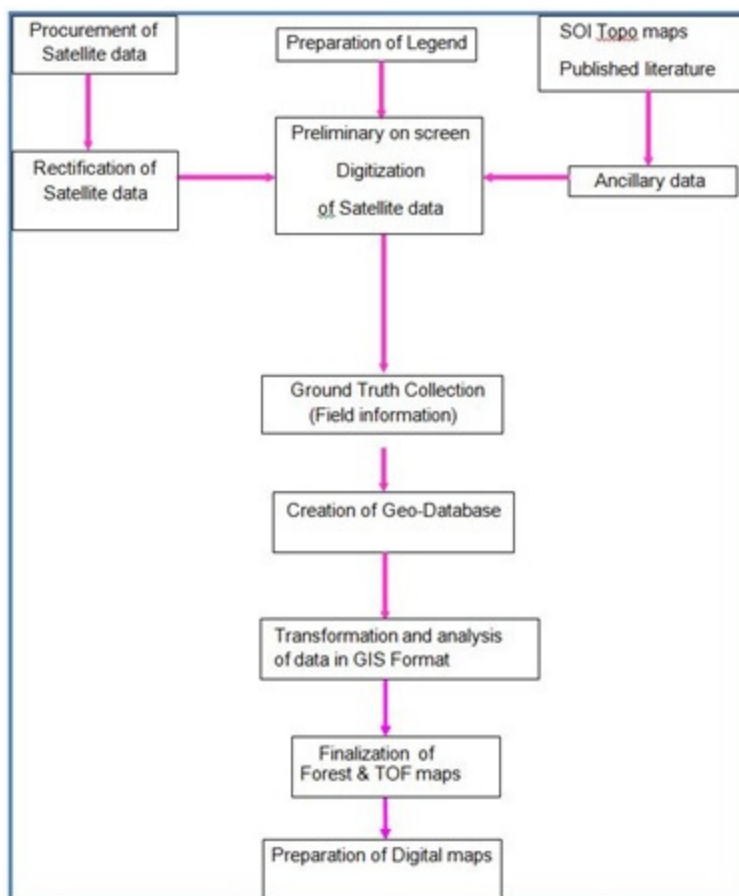 Procurement of
Satellite data
Preparation of Legend
SOI Topo maps
Published literature
Rectification of
Satellite data
Preliminary on screen
Digitization
of Satellite data
Ancillary data
Ground Truth Collection
(Field information)
Creation of Geo-Database
Transformation and analysis
of data in GIS Format
Finalization of
Forest & TOF maps
Preparation of Digital maps